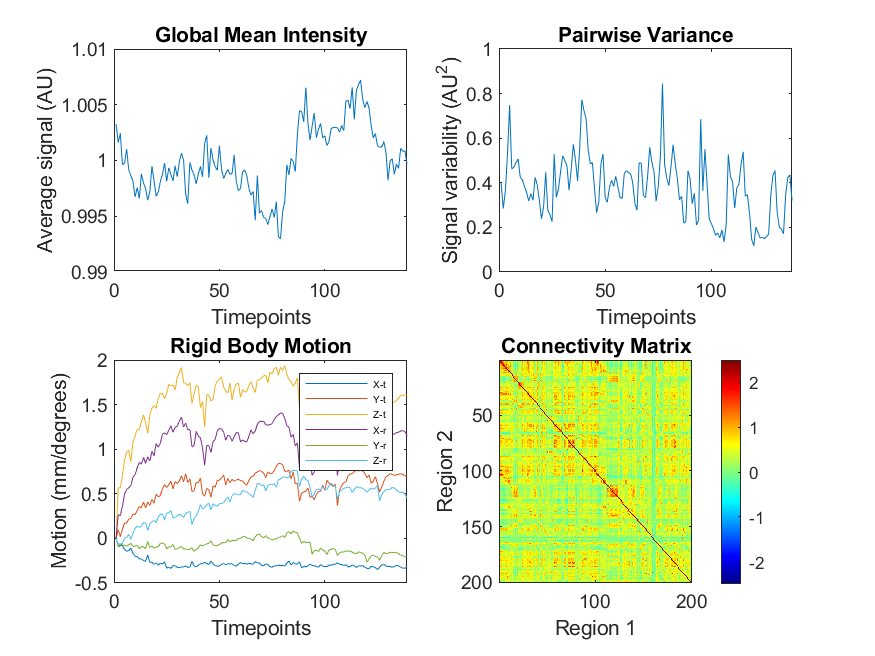 Global Mean Intensity
1.01
1.005
1
0.995
0.99
Average signal (AU)
0
50
100
Timepoints
Pairwise Variance
1
0.8
0.6
0.4
0.2
0
Signal variability (AU²)
0
50
100
Timepoints
Rigid Body Motion
2
1.5
1
0.5
0
-0.5
Motion (mm/degrees)
X-t
Y-t
Z-t
X-r
Y-r
Z-r
0
100
Timepoints
Connectivity Matrix
50
100
150
200
Region 2
100
200
Region 1
2
1
0
-1
-2